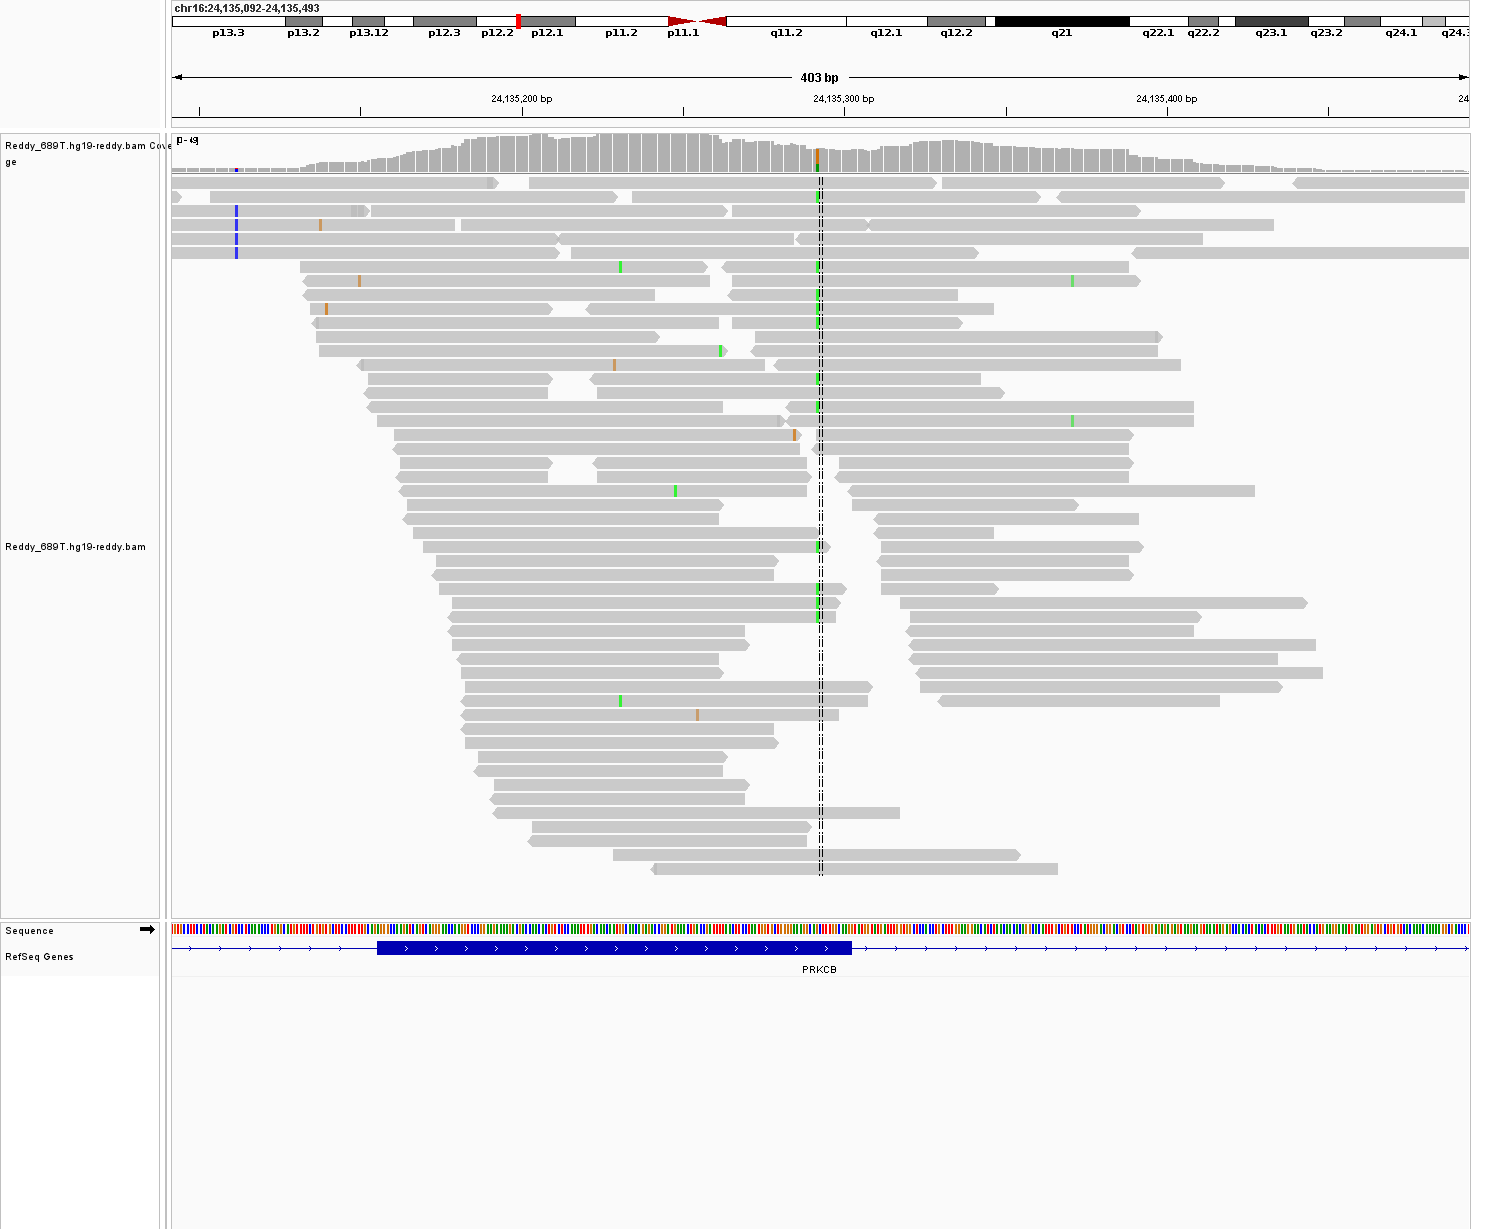 chr16:24,135,092-24,135,493
p13.3 p13.2 p13.12 p12.3 p12.2 p12.1 p11.2 p11.1 q11.2 q12.1 q12.2 q21 q22.1 q22.2 q23.1 q23.2 q24.1 q24.3
403 bp
24,135,200 bp 24,135,300 bp 24,135,400 bp 24
Reddy_689T.hg19-reddy.bam Cove
ge
Reddy_689T.hg19-reddy.bam
Sequence
RefSeq Genes
PRKCB